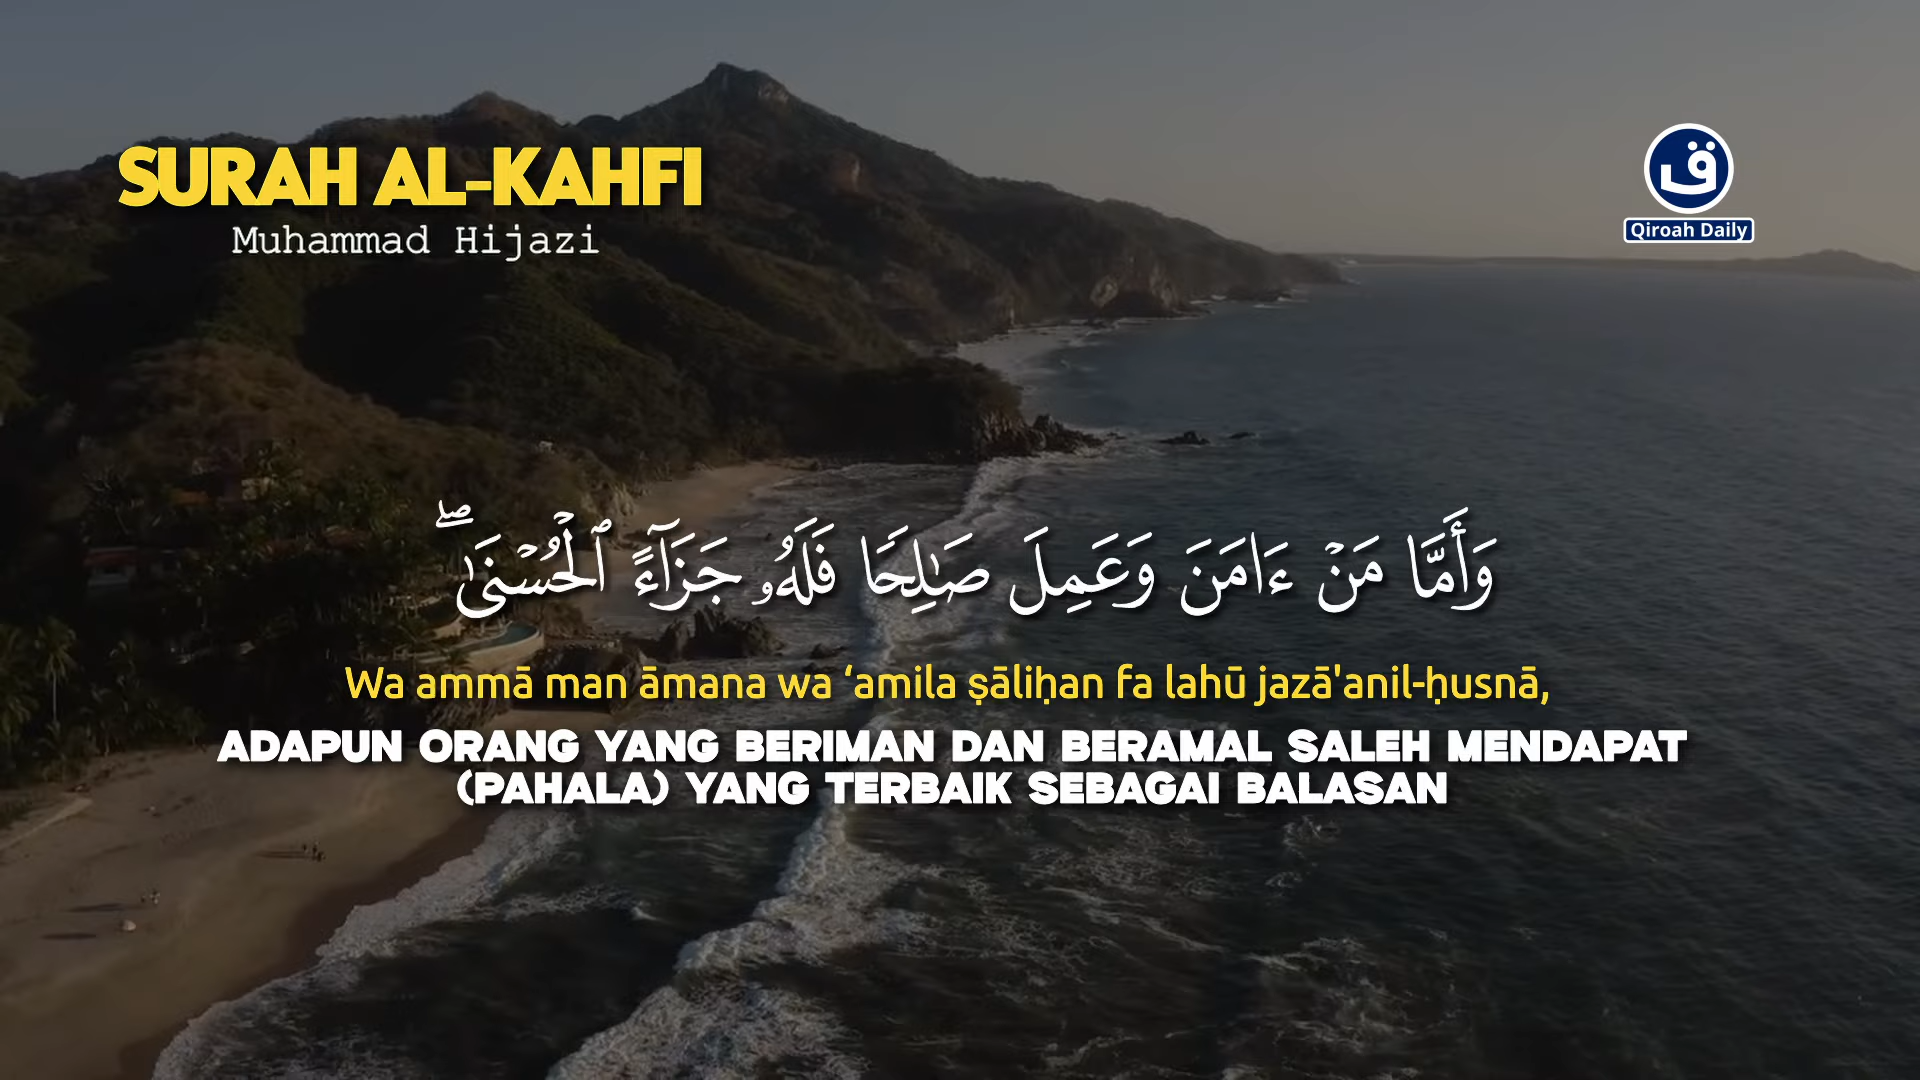 SURAH AL-KAHFI
Muhammad Hijazi
ق
Qiroah Daily
وَأَمَّا مَنْ ءَامَنَ وَعَمِلَ صَـٰلِحًا فَلَهُۥ جَزَآءً ٱلْحُسْنَىٰ ۖ
Wa ammā man āmana wa ‘amila ṣāliḥan fa lahū jazā'anil-ḥusnā,
ADAPUN ORANG YANG BERIMAN DAN BERAMAL SALEH MENDAPAT
(PAHALA) YANG TERBAIK SEBAGAI BALASAN